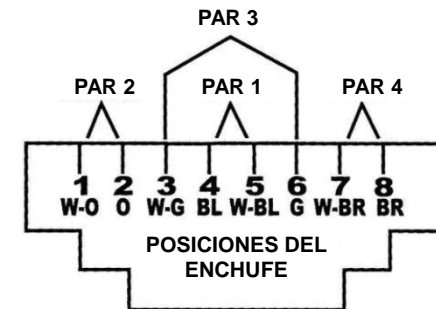 PAR 3
PAR 2 PAR 1 PAR 4
1 2 3 4 5 6 7 8
W-O O W-G BL W-BL G W-BR BR
POSICIONES DEL
ENCHUFE